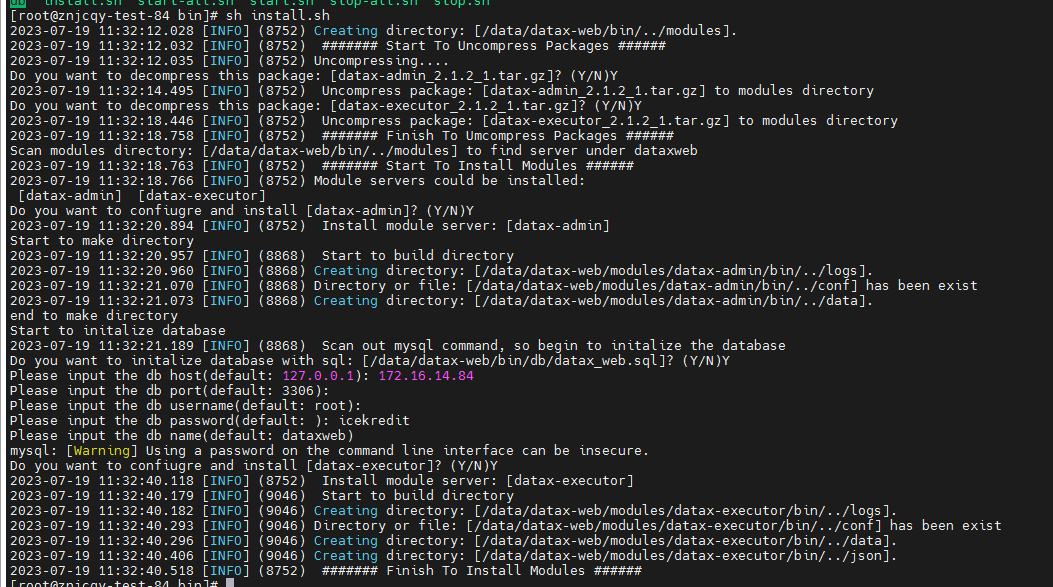 db install.sh start-all.sh start.sh stop-all.sh stop.sh
[root@znjcqy-test-84 bin]# sh install.sh
2023-07-19 11:32:12.028 [INFO] (8752) Creating directory: [/data/datax-web/bin/../modules].
2023-07-19 11:32:12.032 [INFO] (8752)  ####### Start To Uncompress Packages ######
2023-07-19 11:32:12.035 [INFO] (8752) Uncompressing....
Do you want to decompress this package: [datax-admin_2.1.2_1.tar.gz]? (Y/N)Y
2023-07-19 11:32:14.495 [INFO] (8752)  Uncompress package: [datax-admin_2.1.2_1.tar.gz] to modules directory
Do you want to decompress this package: [datax-executor_2.1.2_1.tar.gz]? (Y/N)Y
2023-07-19 11:32:18.446 [INFO] (8752)  Uncompress package: [datax-executor_2.1.2_1.tar.gz] to modules directory
2023-07-19 11:32:18.758 [INFO] (8752)  ####### Finish To Umcompress Packages ######
Scan modules directory: [/data/datax-web/bin/../modules] to find server under dataxweb
2023-07-19 11:32:18.763 [INFO] (8752)  ####### Start To Install Modules ######
2023-07-19 11:32:18.766 [INFO] (8752) Module servers could be installed:
 [datax-admin]  [datax-executor]
Do you want to confiugre and install [datax-admin]? (Y/N)Y
2023-07-19 11:32:20.894 [INFO] (8752)  Install module server: [datax-admin]
Start to make directory
2023-07-19 11:32:20.957 [INFO] (8868)  Start to build directory
2023-07-19 11:32:20.960 [INFO] (8868) Creating directory: [/data/datax-web/modules/datax-admin/bin/../logs].
2023-07-19 11:32:21.070 [INFO] (8868) Directory or file: [/data/datax-web/modules/datax-admin/bin/../conf] has been exist
2023-07-19 11:32:21.073 [INFO] (8868) Creating directory: [/data/datax-web/modules/datax-admin/bin/../data].
end to make directory
Start to initalize database
2023-07-19 11:32:21.189 [INFO] (8868)  Scan out mysql command, so begin to initalize the database
Do you want to initalize database with sql: [/data/datax-web/bin/db/datax_web.sql]? (Y/N)Y
Please input the db host(default: 127.0.0.1): 172.16.14.84
Please input the db port(default: 3306):
Please input the db username(default: root):
Please input the db password(default: ): icekredit
Please input the db name(default: dataxweb)
mysql: [Warning] Using a password on the command line interface can be insecure.
Do you want to confiugre and install [datax-executor]? (Y/N)Y
2023-07-19 11:32:40.118 [INFO] (8752)  Install module server: [datax-executor]
2023-07-19 11:32:40.179 [INFO] (9046)  Start to build directory
2023-07-19 11:32:40.182 [INFO] (9046) Creating directory: [/data/datax-web/modules/datax-executor/bin/../logs].
2023-07-19 11:32:40.293 [INFO] (9046) Directory or file: [/data/datax-web/modules/datax-executor/bin/../conf] has been exist
2023-07-19 11:32:40.296 [INFO] (9046) Creating directory: [/data/datax-web/modules/datax-executor/bin/../data].
2023-07-19 11:32:40.406 [INFO] (9046) Creating directory: [/data/datax-web/modules/datax-executor/bin/../json].
2023-07-19 11:32:40.518 [INFO] (8752)  ####### Finish To Install Modules ######
[root@znjcqy-test-84 bin]#